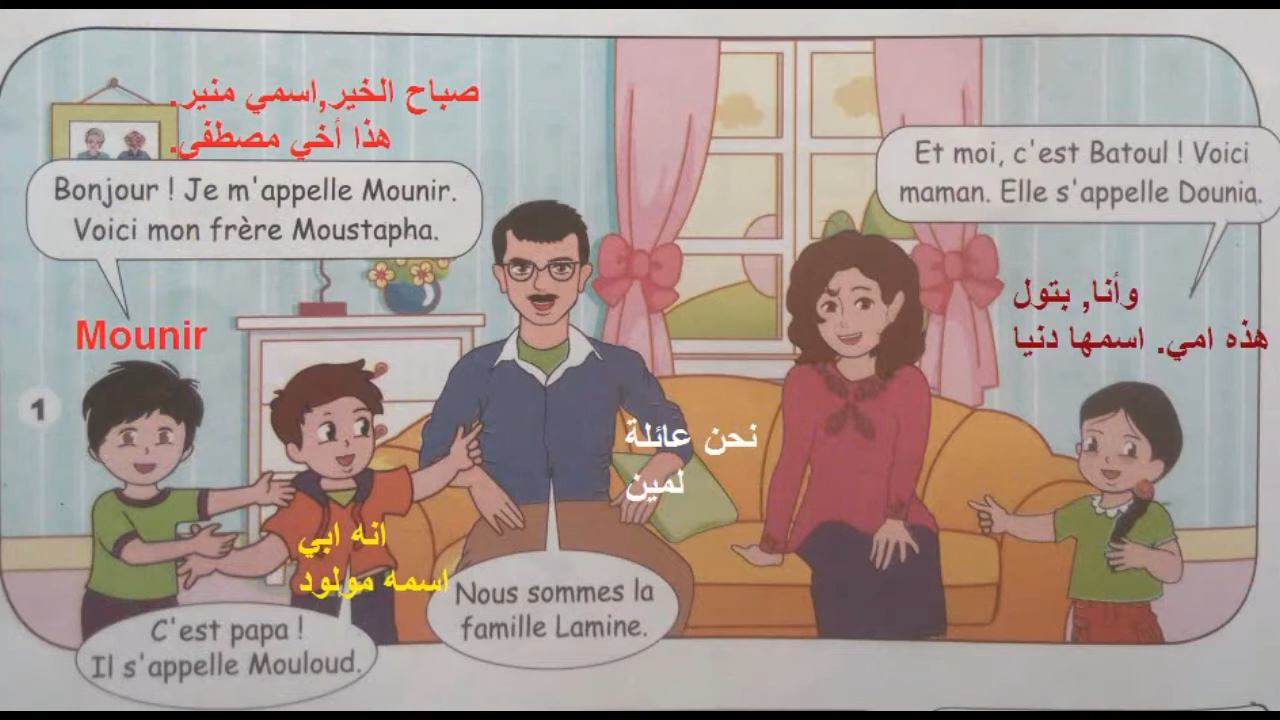 صباح الخير,اسمي منير.
هذا أخي مصطفى.
Bonjour ! Je m'appelle Mounir.
Voici mon frère Moustapha.
Mounir
Et moi, c'est Batoul ! Voici
maman. Elle s'appelle Dounia.
وأنا, بتول
هذه امي. اسمها دنيا
1
نحن عائلة
لمين
انه ابي
اسمه مولود
C'est papa !
Il s'appelle Mouloud.
Nous sommes la
famille Lamine.